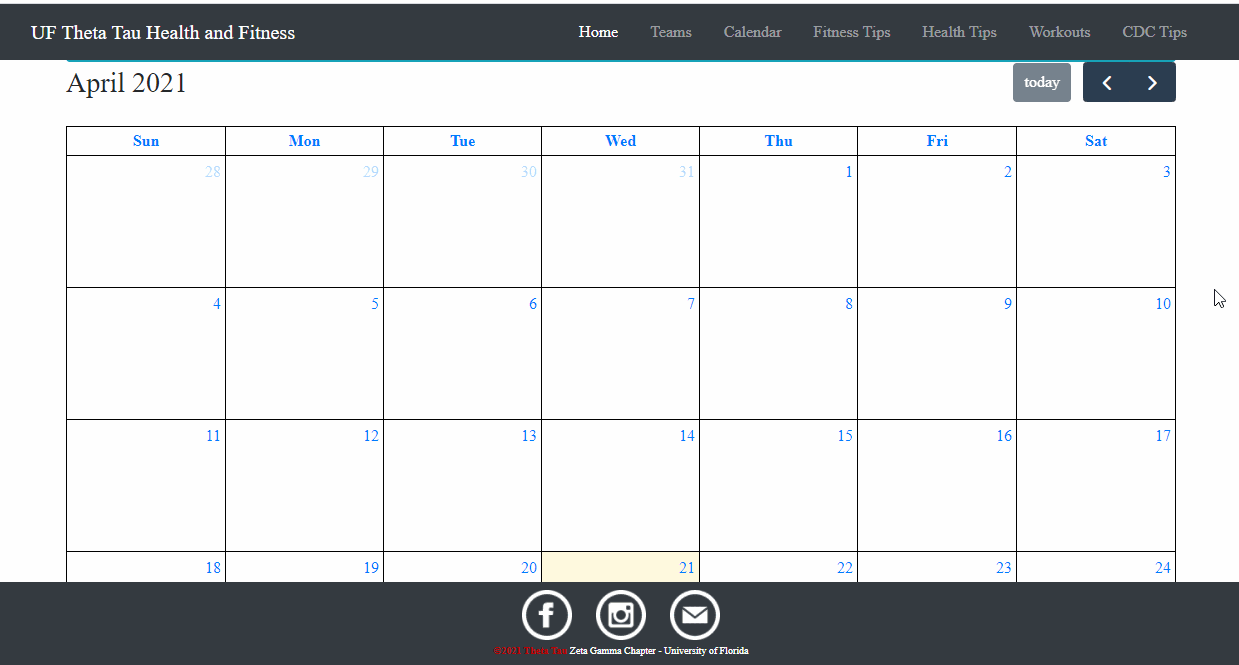 UF Theta Tau Health and Fitness Home Teams Calendar Fitness Tips Health Tips Workouts CDC Tips
April 2021 today
Sun Mon Tue Wed Thu Fri Sat
28 29 30 31 1 2 3
4 5 6 7 8 9 10
11 12 13 14 15 16 17
18 19 20 21 22 23 24
©2021 Theta Tau Zeta Gamma Chapter - University of Florida